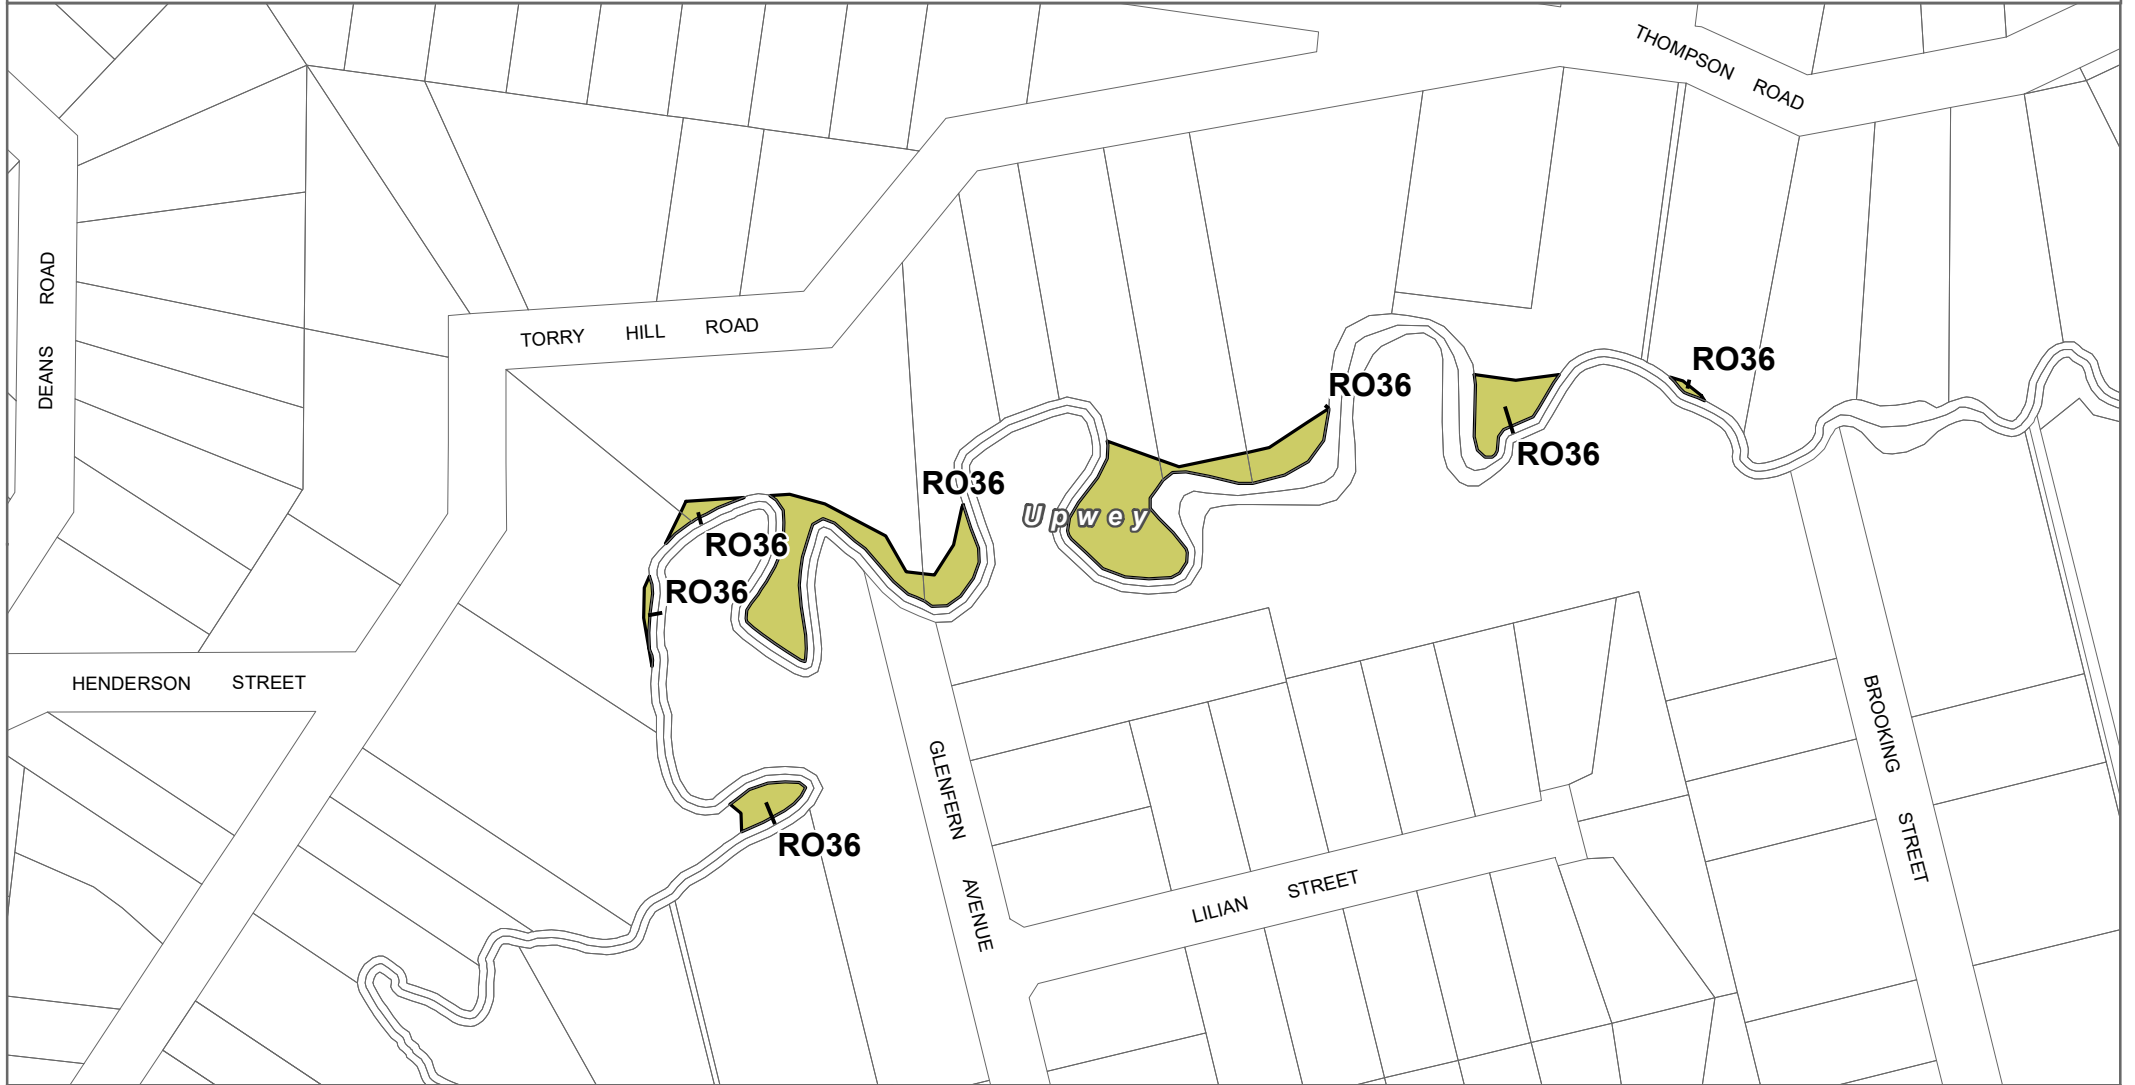 THOMPSON ROAD
DEANS ROAD
TORRY HILL ROAD
RO36
RO36
RO36
RO36
RO36
Upwey
RO36
RO36
HENDERSON STREET
BROOKING STREET
GLENFERN AVENUE
RO36
LILIAN STREET